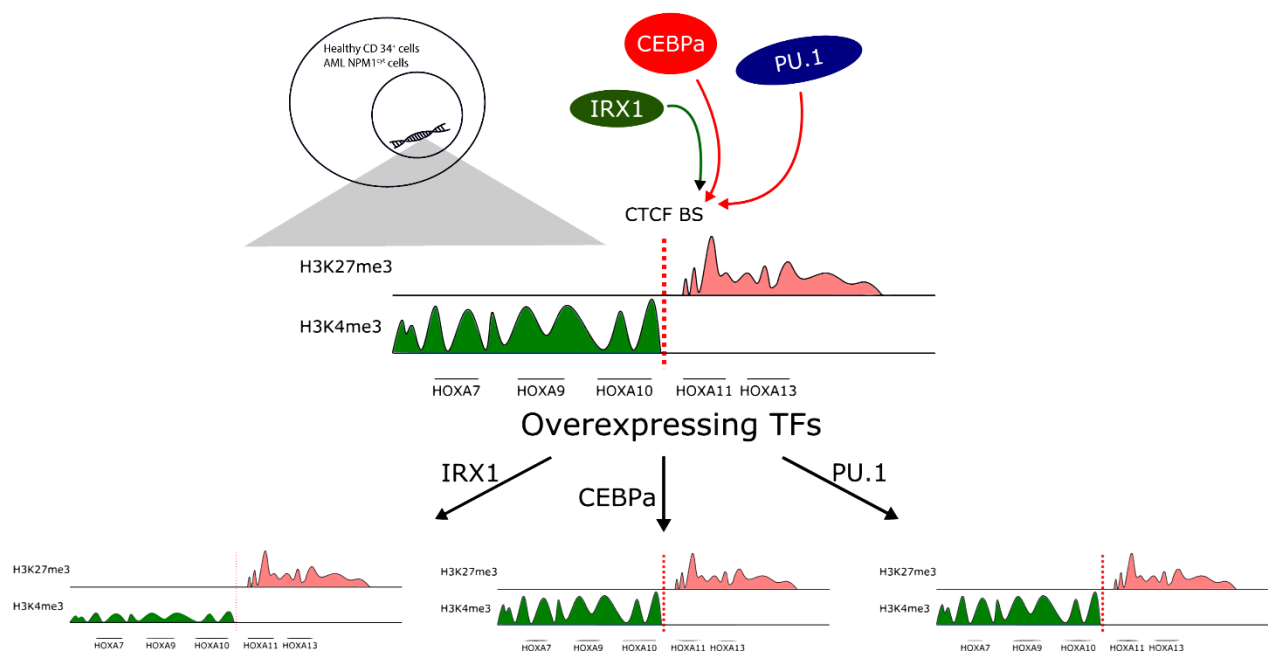 Healthy CD 34⁺ cells
AML NPM1ᶜʸᵗ cells
CEBPa
PU.1
IRX1
CTCF BS
H3K27me3
H3K4me3
HOXA7 HOXA9 HOXA10 HOXA11 HOXA13
Overexpressing TFs
IRX1
CEBPa
PU.1
H3K27me3
H3K4me3
HOXA7 HOXA9 HOXA10 HOXA11 HOXA13
H3K27me3
H3K4me3
HOXA7 HOXA9 HOXA10 HOXA11 HOXA13
H3K27me3
H3K4me3
HOXA7 HOXA9 HOXA10 HOXA11 HOXA13